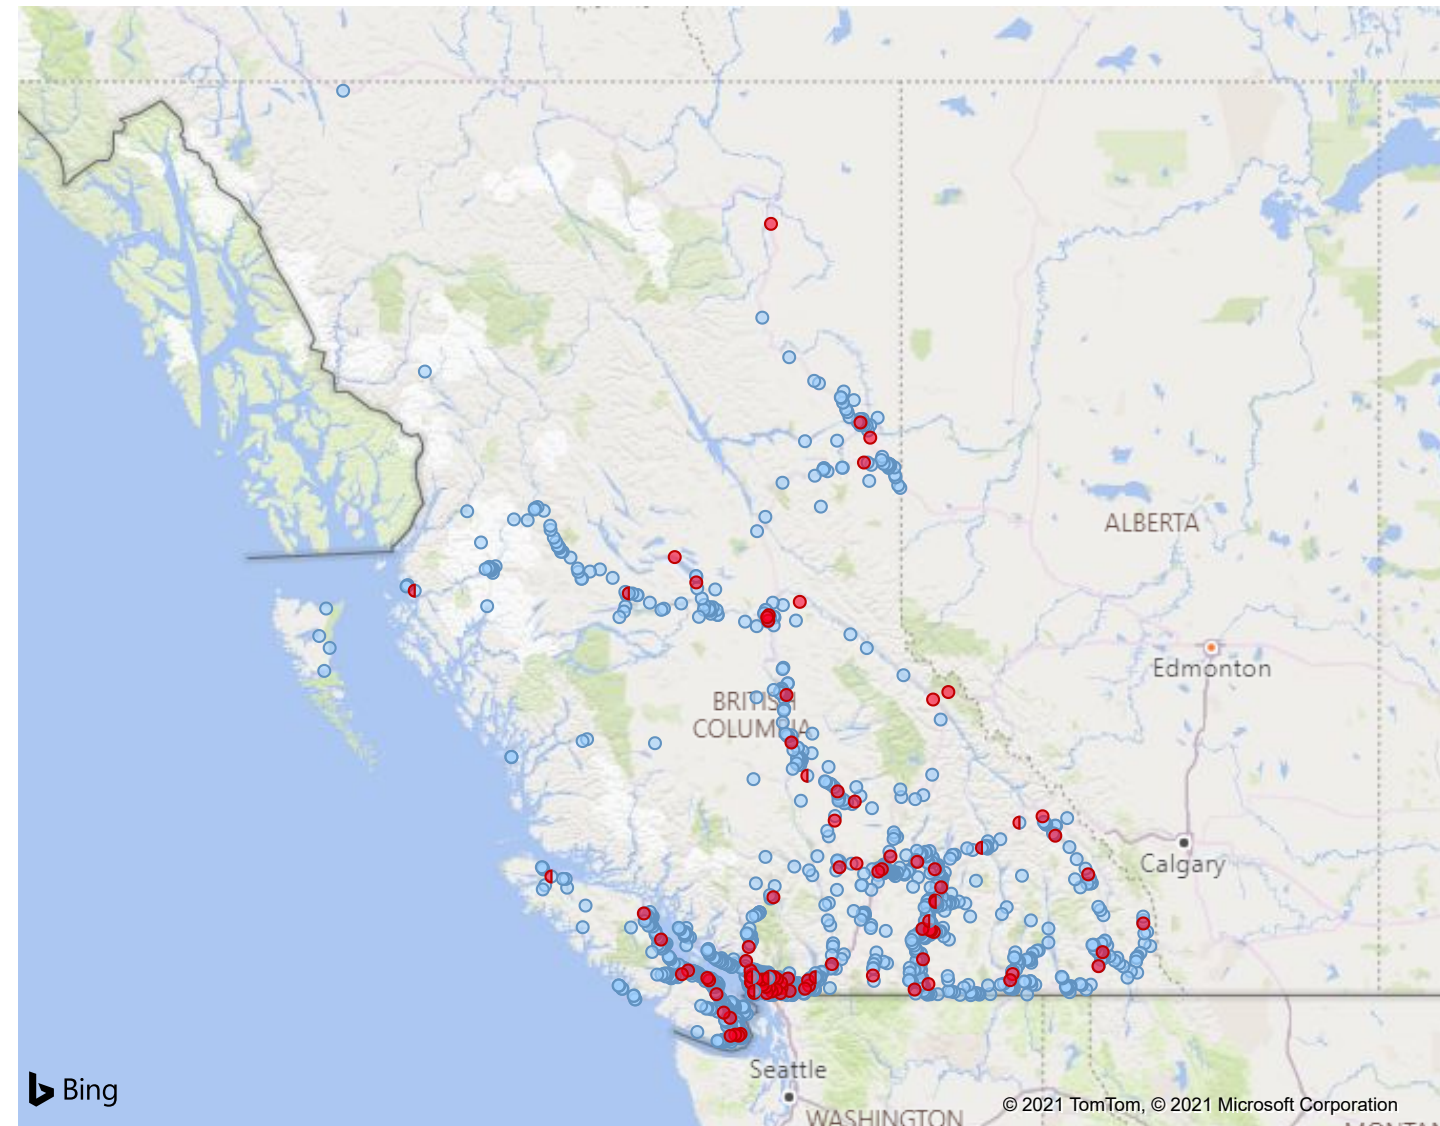 ALBERTA
Edmonton
BRITISH
COLUMBIA
Calgary
Seattle
Bing
© 2021 TomTom, © 2021 Microsoft Corporation
WASHINGTON